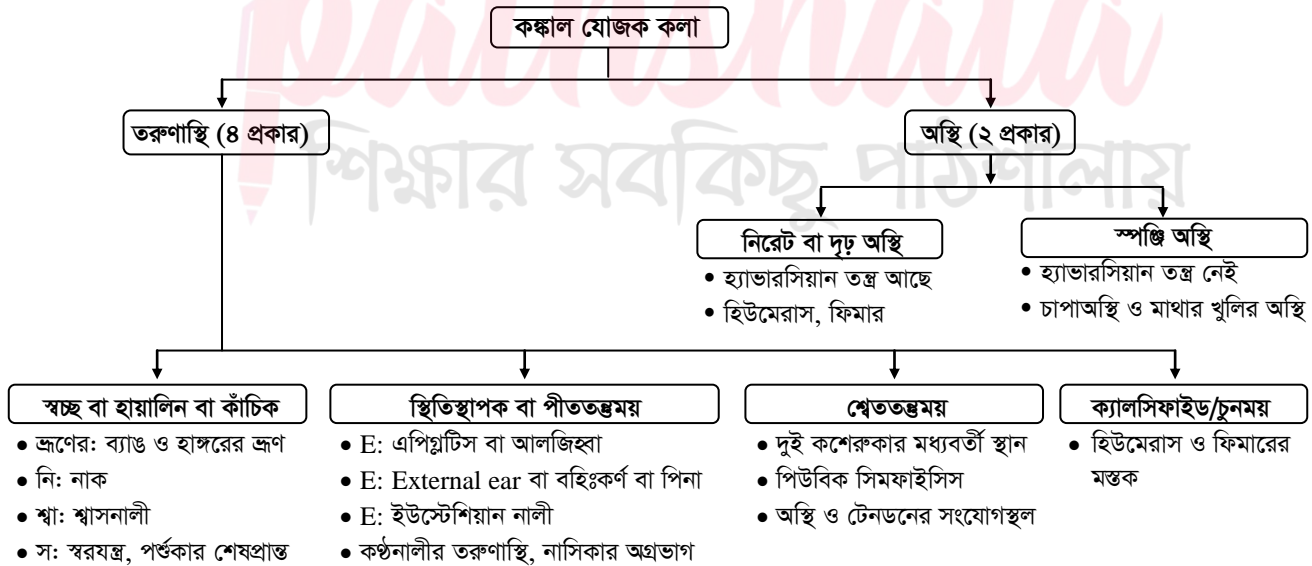 pathshala
শিক্ষার সবকিছু পাঠশালায়
কঙ্কাল যোজক কলা
তরুণাস্থি (৪ প্রকার)
অস্থি (২ প্রকার)
নিরেট বা দৃঢ় অস্থি
• হ্যাভারসিয়ান তন্ত্র আছে
• হিউমেরাস, ফিমার
স্পঞ্জি অস্থি
• হ্যাভারসিয়ান তন্ত্র নেই
• চাপাঅস্থি ও মাথার খুলির অস্থি
স্বচ্ছ বা হায়ালিন বা কাঁচিক
• ভ্রূণের: ব্যাঙ ও হাঙ্গরের ভ্রূণ
• নি: নাক
• শ্বা: শ্বাসনালী
• স: স্বরযন্ত্র, পর্শুকার শেষপ্রান্ত
স্থিতিস্থাপক বা পীততন্তুময়
• E: এপিগ্লটিস বা আলজিহ্বা
• E: External ear বা বহিঃকর্ণ বা পিনা
• E: ইউস্টেশিয়ান নালী
• কণ্ঠনালীর তরুণাস্থি, নাসিকার অগ্রভাগ
শ্বেততন্তুময়
• দুই কশেরুকার মধ্যবর্তী স্থান
• পিউবিক সিমফাইসিস
• অস্থি ও টেনডনের সংযোগস্থল
ক্যালসিফাইড/চুনময়
• হিউমেরাস ও ফিমারের
মস্তক